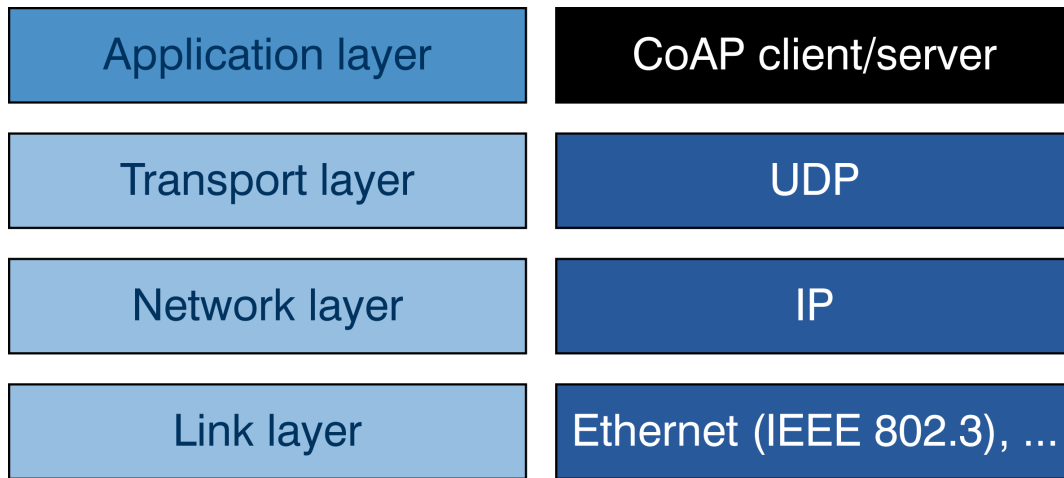 Application layer
CoAP client/server
Transport layer
UDP
Network layer
IP
Link layer
Ethernet (IEEE 802.3), ...